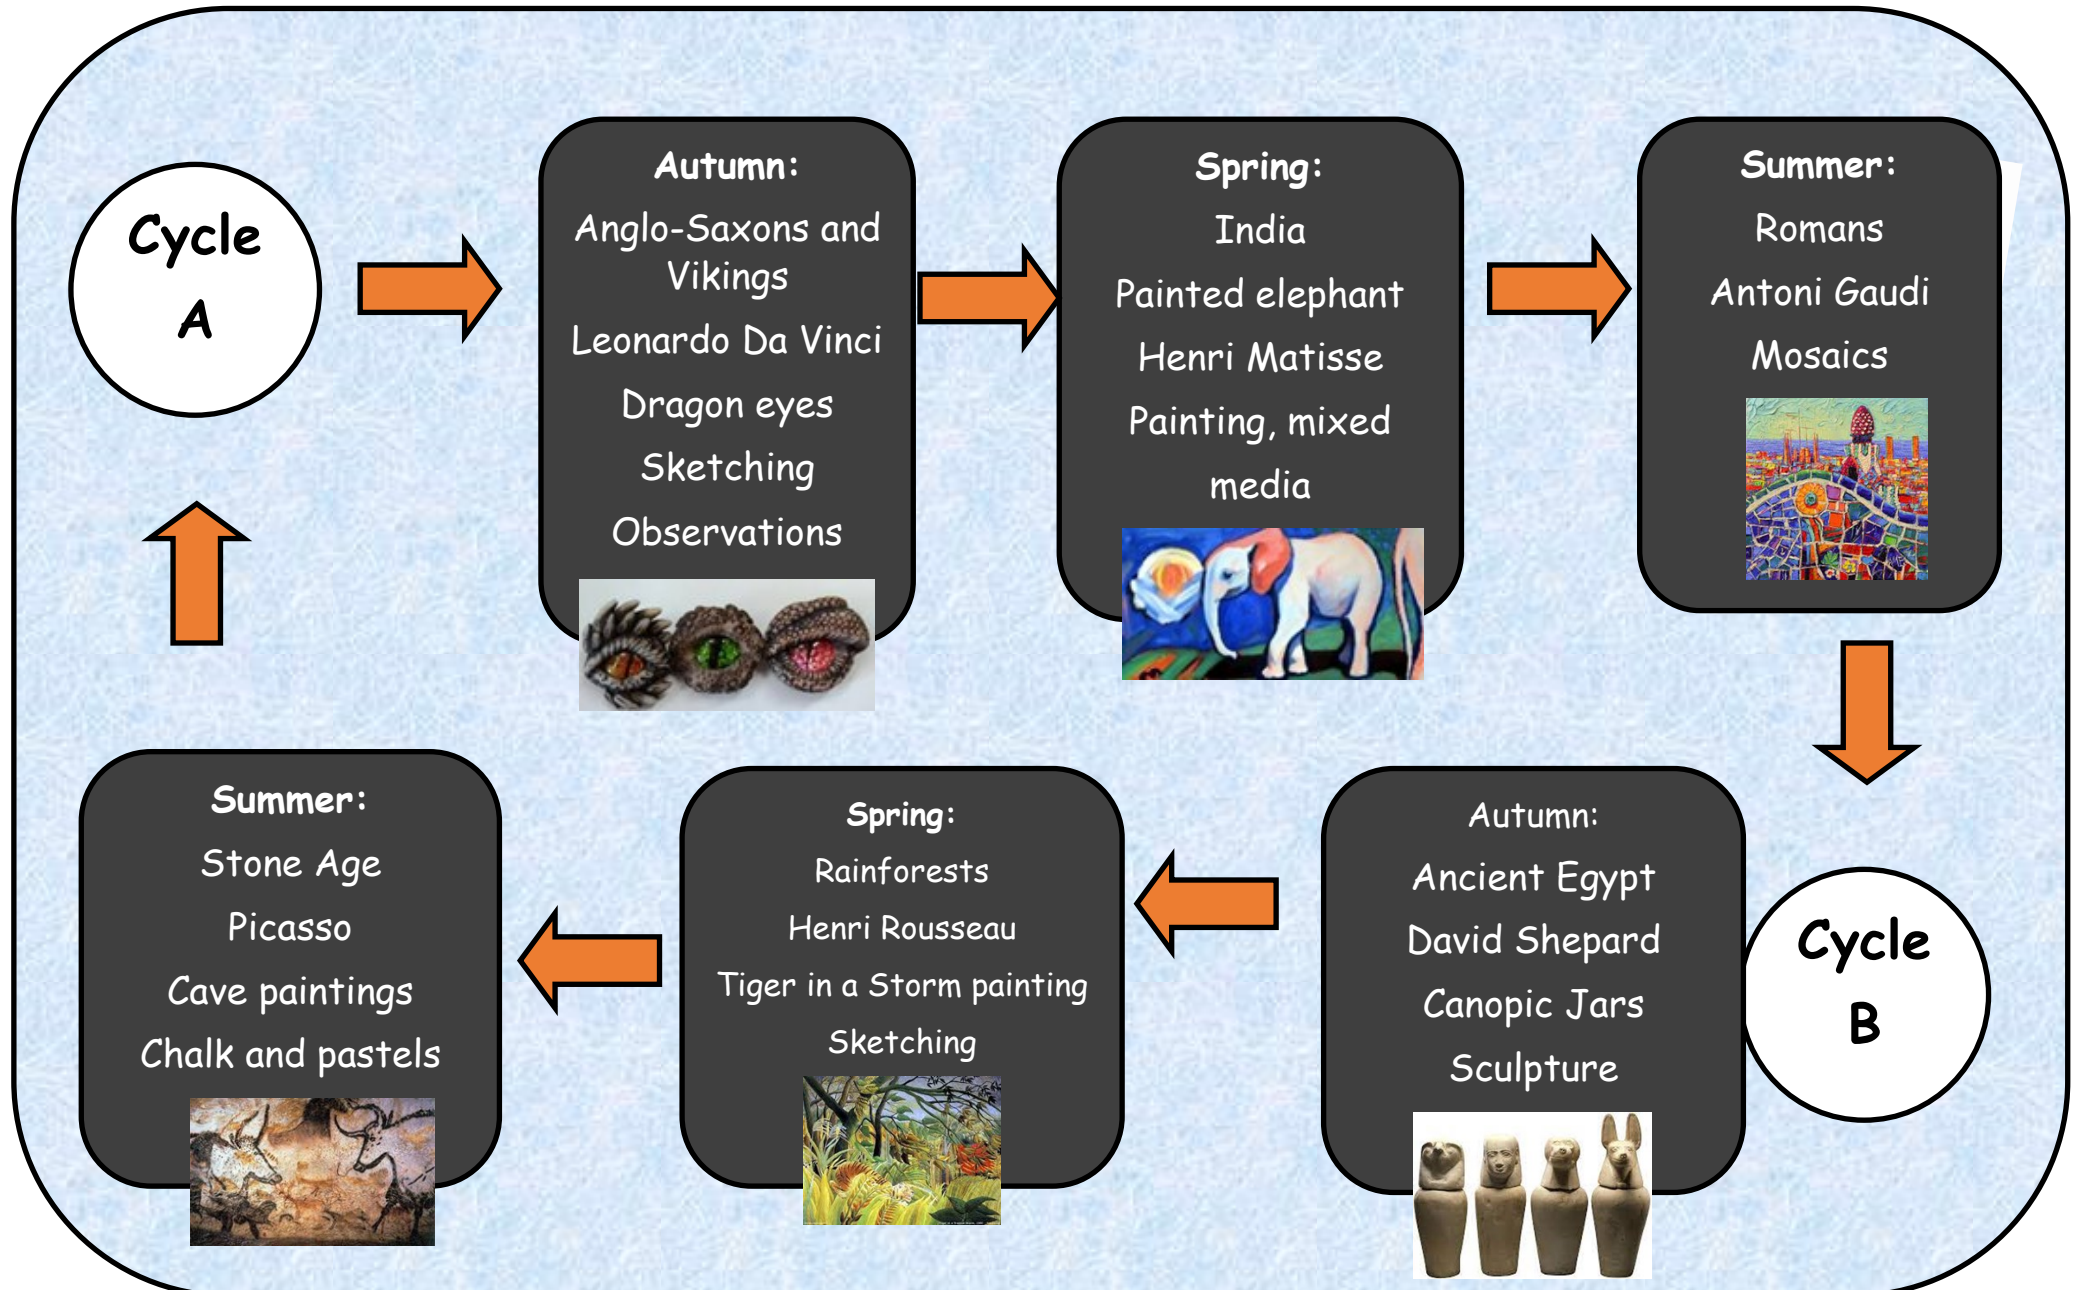 Cycle
A
Autumn:
Anglo-Saxons and
Vikings
Leonardo Da Vinci
Dragon eyes
Sketching
Observations
Spring:
India
Painted elephant
Henri Matisse
Painting, mixed
media
Summer:
Romans
Antoni Gaudi
Mosaics
Cycle
B
Autumn:
Ancient Egypt
David Shepard
Canopic Jars
Sculpture
Spring:
Rainforests
Henri Rousseau
Tiger in a Storm painting
Sketching
Summer:
Stone Age
Picasso
Cave paintings
Chalk and pastels